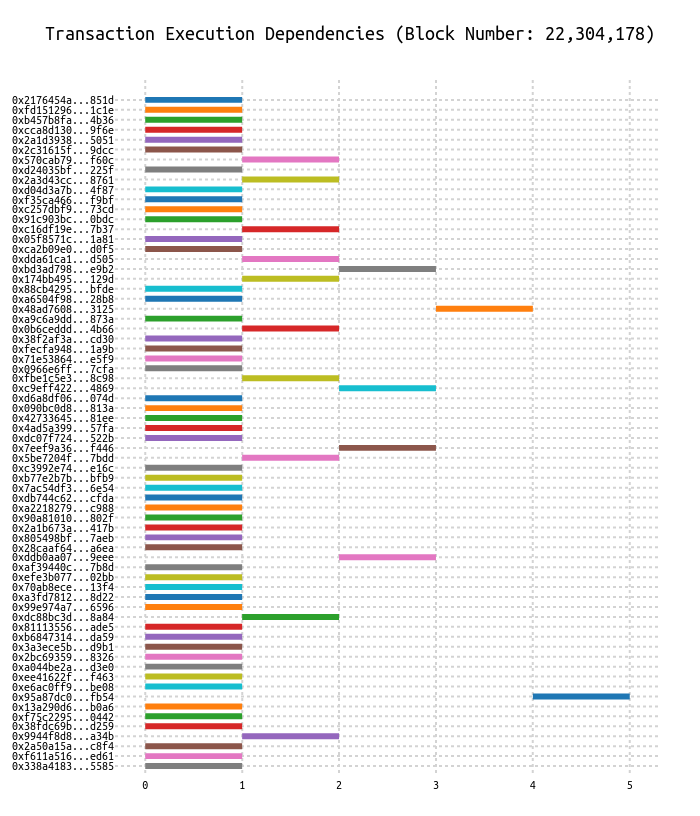 Transaction Execution Dependencies (Block Number: 22,304,178)
0x2176454a...851d
0xfd151296...1c1e
0xb457b8fa...4b36
0xcca8d130...9f6e
0x2a1d3938...5051
0x2c31615f...9dcc
0x570cab79...f60c
0xd24035bf...225f
0x2a3d43cc...8761
0xd04d3a7b...4f87
0xf35ca466...f9bf
0xc257dbf9...73cd
0x91c903bc...0bdc
0xc16df19e...7b37
0x05f8571c...1a81
0xca2b09e0...d0f5
0xdda61ca1...d505
0xbd3ad798...e9b2
0x174bb495...129d
0x88cb4295...bfde
0xa6504f98...28b8
0x48ad7608...3125
0xa9c6a9dd...873a
0x0b6ceddd...4b66
0x38f2af3a...cd30
0xfecfa948...1a9b
0x71e53864...e5f9
0x0966e6ff...7cfa
0xfbe1c5e3...8c98
0xc9eff422...4869
0xd6a8df06...074d
0x090bc0d8...813a
0x42733645...81ee
0x4ad5a399...57fa
0xdc07f724...522b
0x7eef9a36...f446
0x5be7204f...7bdd
0xc3992e74...e16c
0xb77e2b7b...bfb9
0x7ac54df3...6e54
0xdb744c62...cfda
0xa2218279...c988
0x90a81010...802f
0x2a1b673a...417b
0x805498bf...7aeb
0x28caaf64...a6ea
0xddb0aa07...9eee
0xaf39440c...7b8d
0xefe3b077...02bb
0x70ab8ece...13f4
0xa3fd7812...8d22
0x99e974a7...6596
0xdc88bc3d...8a84
0x81113556...ade5
0xb6847314...da59
0x3a3ece5b...d9b1
0x2bc69359...8326
0xa044be2a...d3e0
0xee41622f...f463
0xe6ac0ff9...be08
0x95a87dc0...fb54
0x13a290d6...b0a6
0xf75c2295...0442
0x38fdc69b...d259
0x9944f8d8...a34b
0x2a50a15a...c8f4
0xf611a516...ed61
0x338a4183...5585
0 1 2 3 4 5